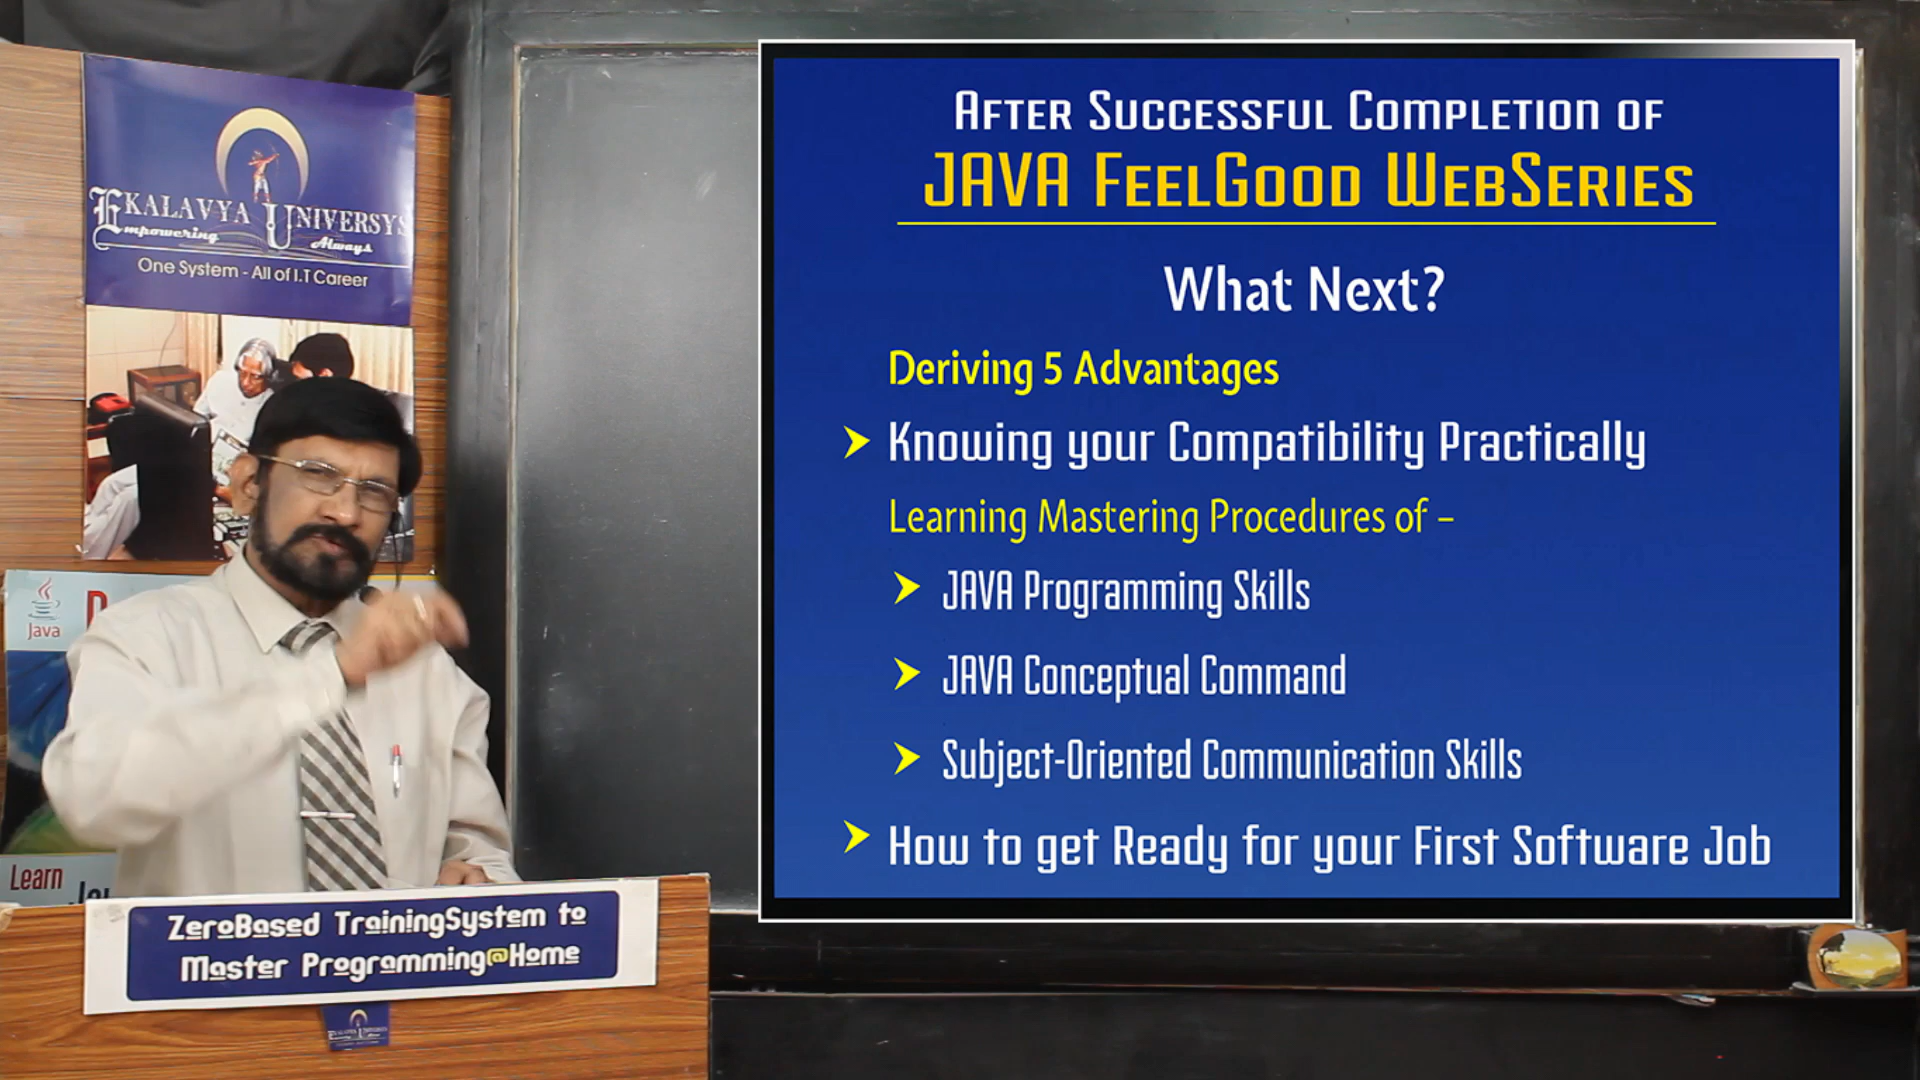 EKALAVYA UNIVERSYS
Empowering Always
One System - All of I.T Career
Java
Learn
ZeroBased TrainingSystem to
Master Programming@Home
After Successful Completion of
JAVA FeelGood WebSeries
What Next?
Deriving 5 Advantages
Knowing your Compatibility Practically
Learning Mastering Procedures of –
JAVA Programming Skills
JAVA Conceptual Command
Subject-Oriented Communication Skills
How to get Ready for your First Software Job